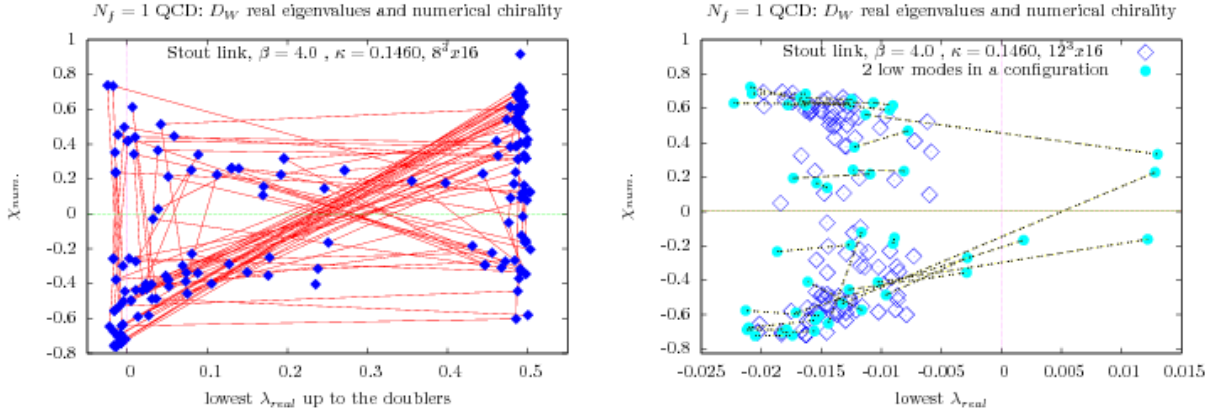 N_f = 1 QCD: D_W real eigenvalues and numerical chirality
Stout link, β = 4.0 , κ = 0.1460, 8^3x16
χ_num.
1
0.8
0.6
0.4
0.2
0
-0.2
-0.4
-0.6
-0.8
0 0.1 0.2 0.3 0.4 0.5
lowest λ_real up to the doublers
N_f = 1 QCD: D_W real eigenvalues and numerical chirality
Stout link, β = 4.0 , κ = 0.1460, 12^3x16
2 low modes in a configuration
χ_num.
1
0.8
0.6
0.4
0.2
0
-0.2
-0.4
-0.6
-0.8
-0.025 -0.02 -0.015 -0.01 -0.005 0.000 0.005 0.01 0.015
lowest λ_real